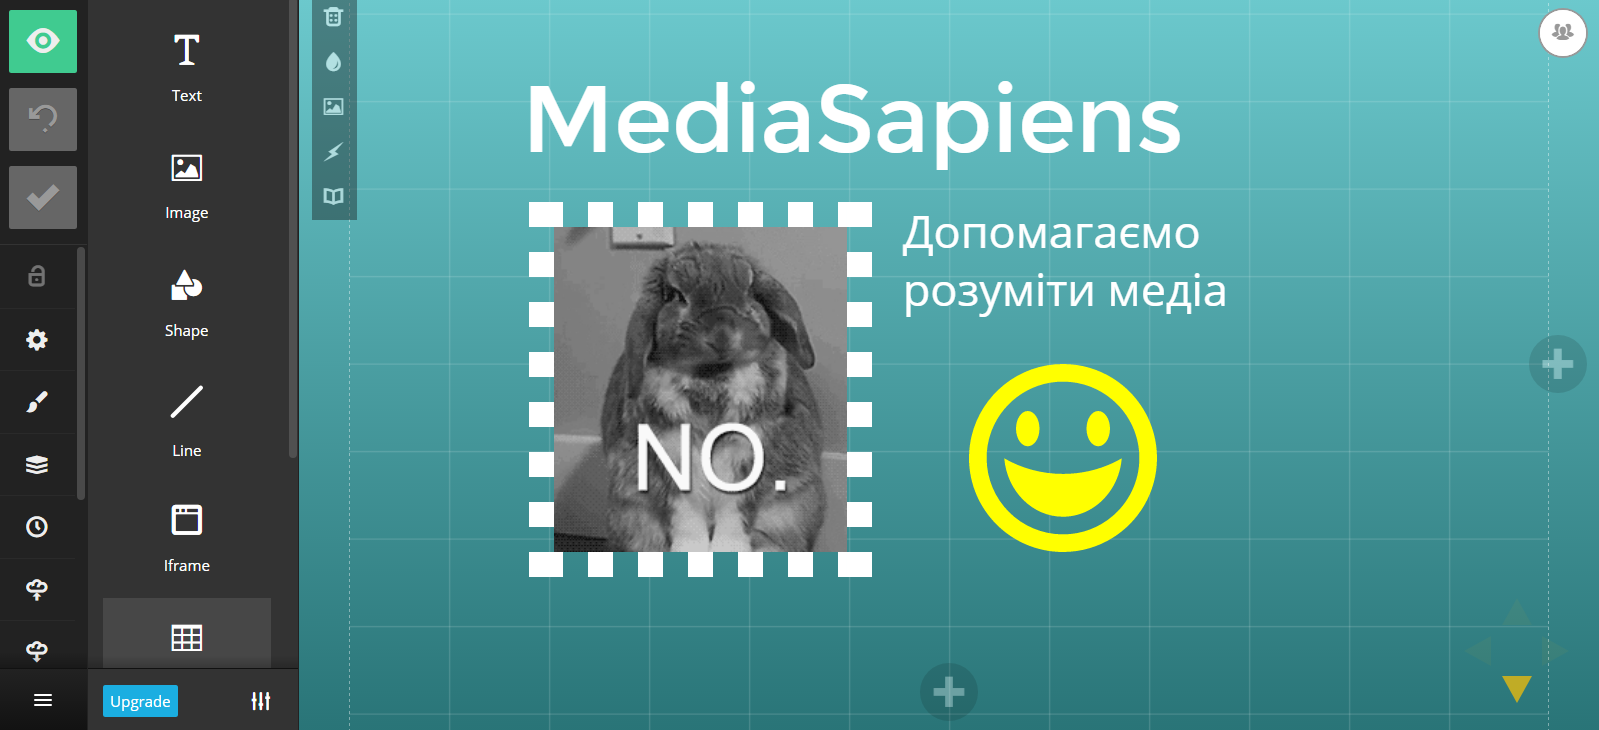 Text
Image
Shape
Line
Iframe
Upgrade
MediaSapiens
Допомагаємо
розуміти медіа
NO.